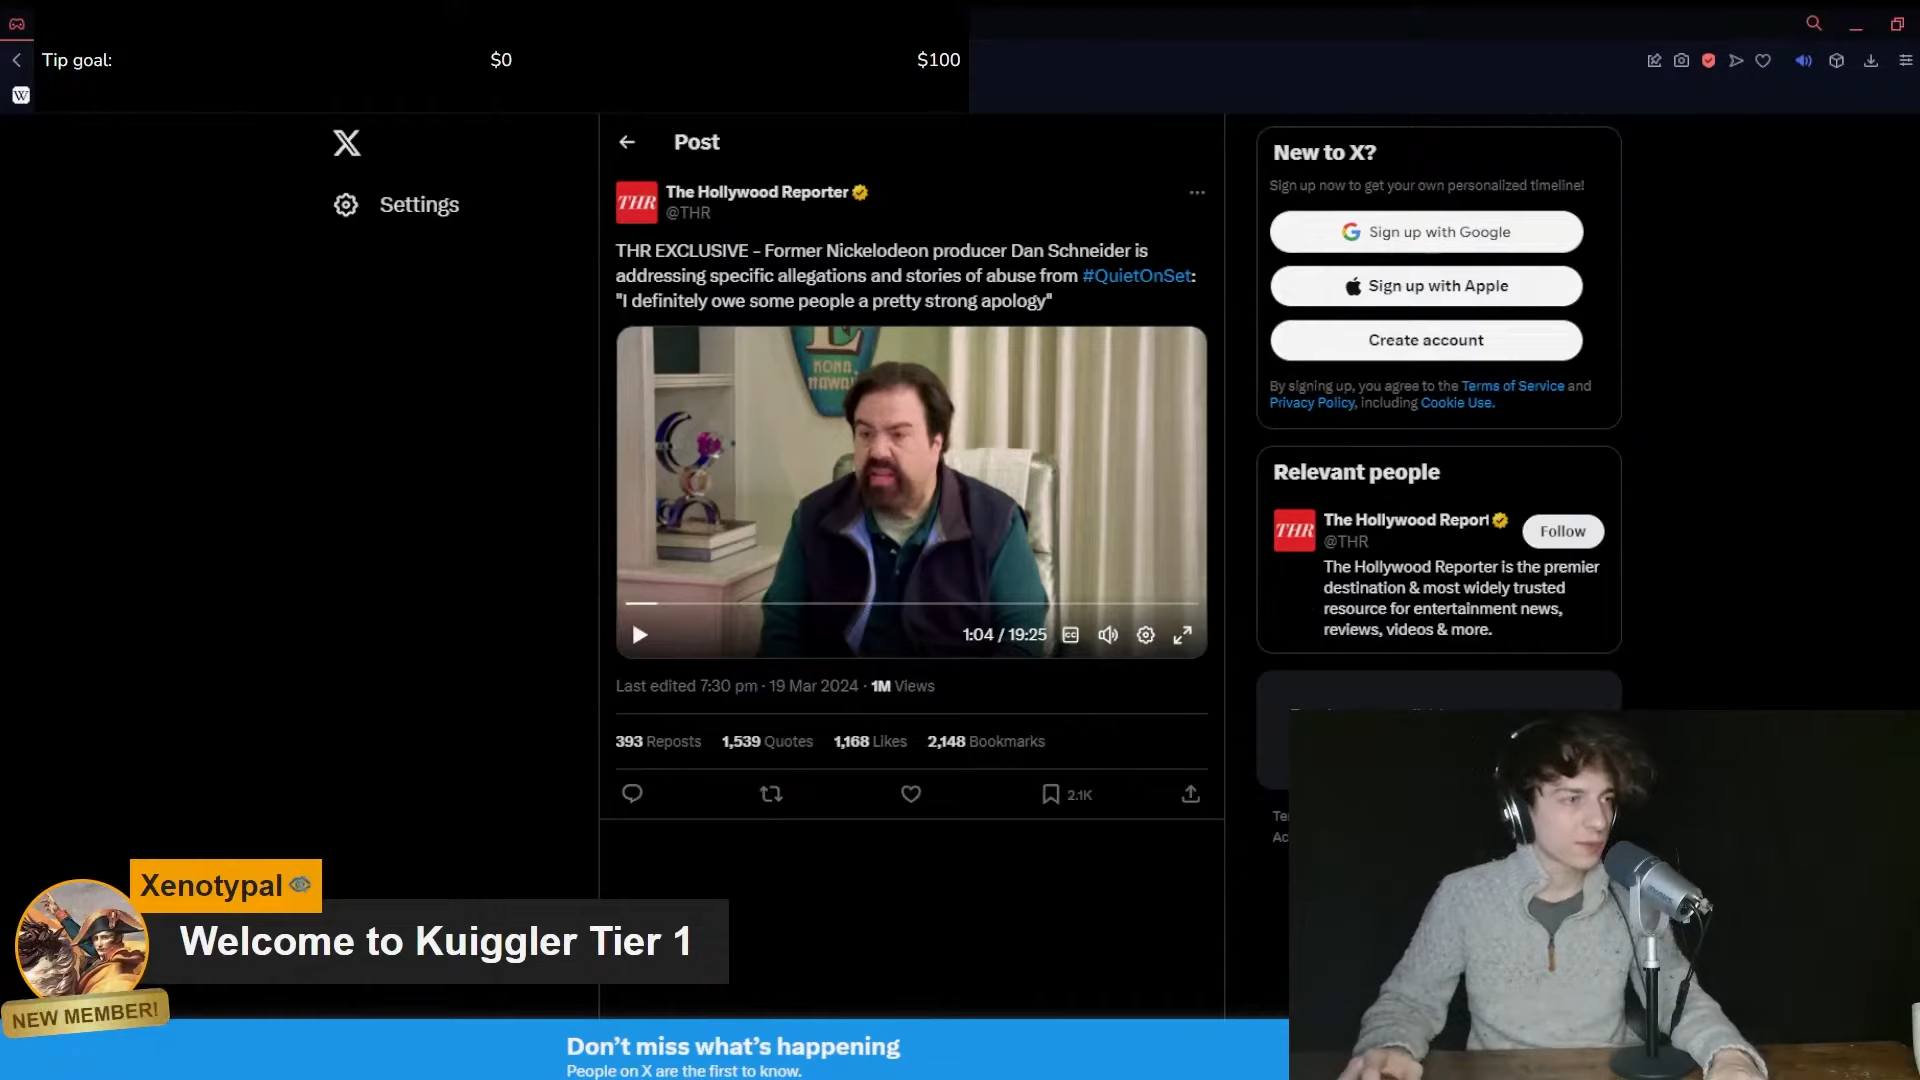 Tip goal:
$0
$100
W
X
Settings
Post
THR
The Hollywood Reporter
@THR
THR EXCLUSIVE - Former Nickelodeon producer Dan Schneider is
addressing specific allegations and stories of abuse from #QuietOnSet:
"I definitely owe some people a pretty strong apology"
KONA,
HAWAII
1:04 / 19:25
CC
Last edited 7:30 pm · 19 Mar 2024 · 1M Views
393 Reposts 1,539 Quotes 1,168 Likes 2,148 Bookmarks
2.1K
New to X?
Sign up now to get your own personalized timeline!
Sign up with Google
Sign up with Apple
Create account
By signing up, you agree to the Terms of Service and
Privacy Policy, including Cookie Use.
Relevant people
THR
The Hollywood Report
@THR
Follow
The Hollywood Reporter is the premier
destination & most widely trusted
resource for entertainment news,
reviews, videos & more.
Xenotypal
Welcome to Kuiggler Tier 1
NEW MEMBER!
Don't miss what's happening
People on X are the first to know.